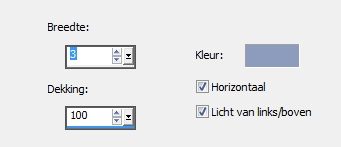 Breedte:
3
Kleur:
Horizontaal
Dekking:
100
Licht van links/boven